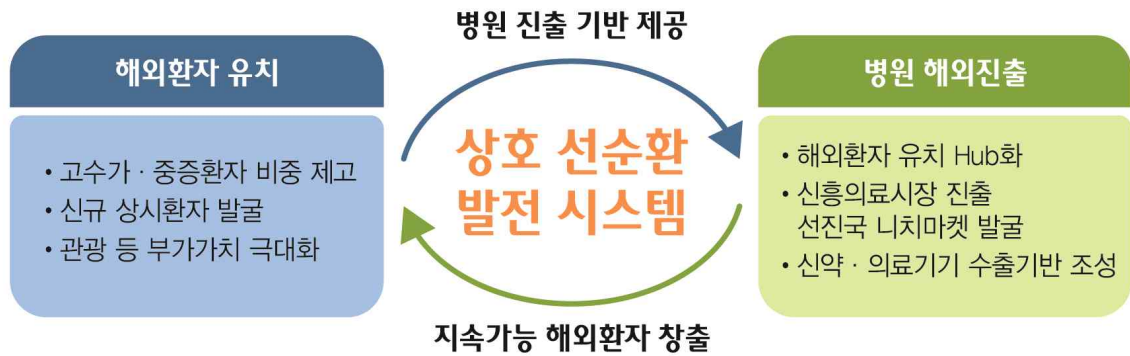 병원 진출 기반 제공
해외환자 유치
• 고수가 · 중증환자 비중 제고
• 신규 상시환자 발굴
• 관광 등 부가가치 극대화
상호 선순환
발전 시스템
병원 해외진출
• 해외환자 유치 Hub화
• 신흥의료시장 진출
선진국 니치마켓 발굴
• 신약 · 의료기기 수출기반 조성
지속가능 해외환자 창출